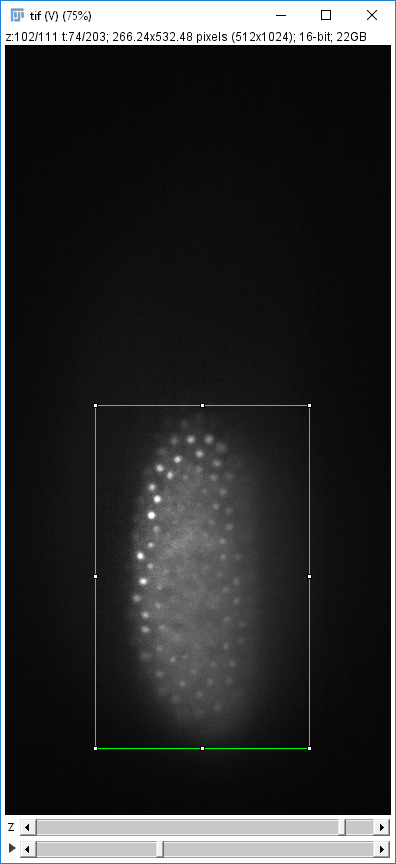 tif (V) (75%)
z:102/111 t:74/203; 266.24x532.48 pixels (512x1024); 16-bit; 22GB
Z